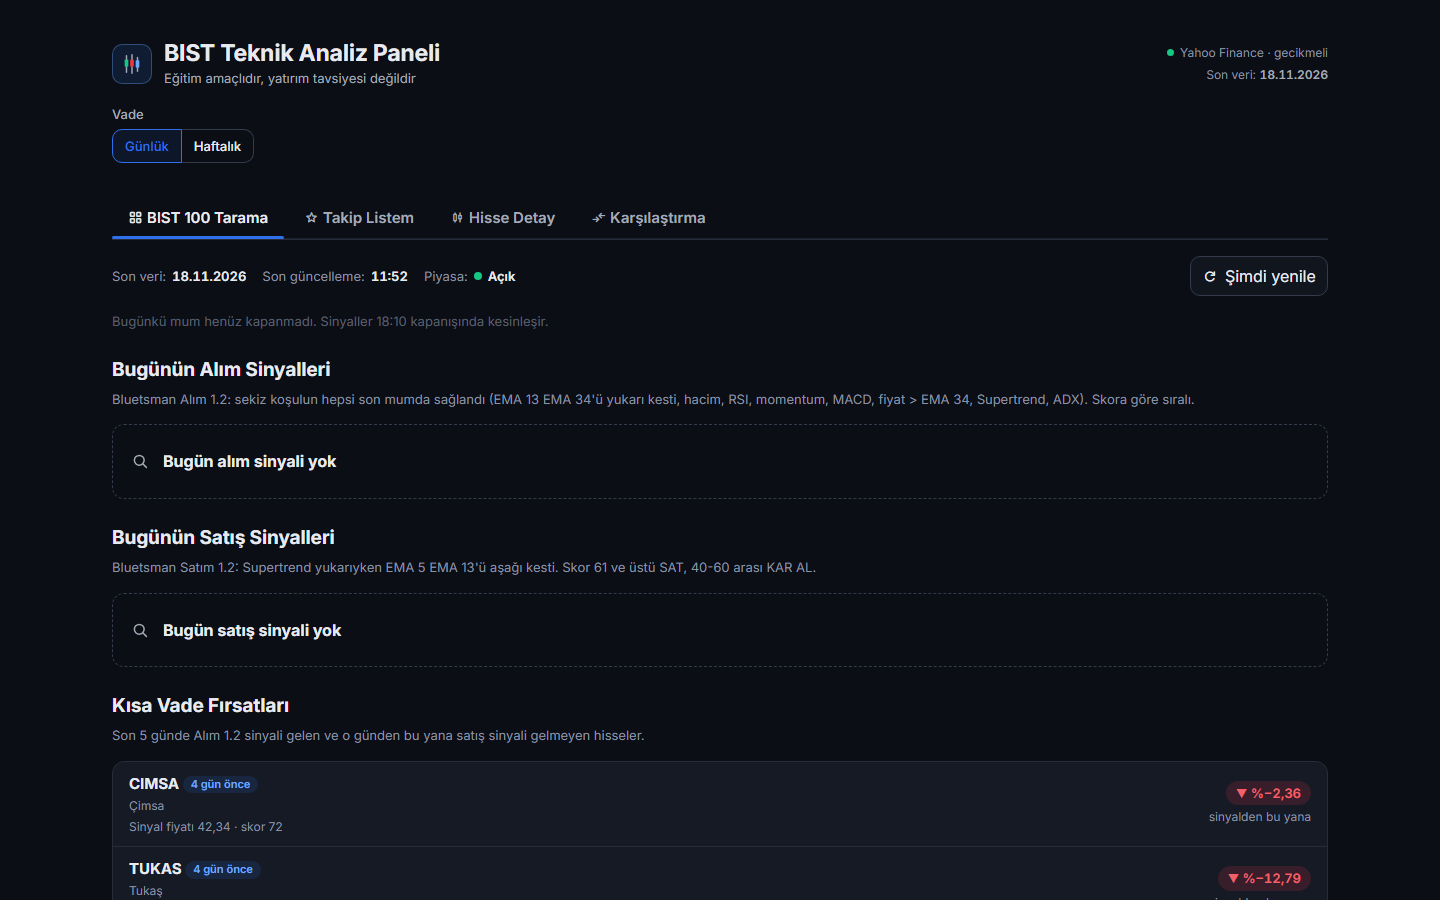 BIST Teknik Analiz Paneli
Eğitim amaçlıdır, yatırım tavsiyesi değildir
Yahoo Finance · gecikmeli
Son veri: 18.11.2026
Vade
Günlük Haftalık
BIST 100 Tarama Takip Listem Hisse Detay Karşılaştırma
Son veri: 18.11.2026 Son güncelleme: 11:52 Piyasa: Açık
Şimdi yenile
Bugünkü mum henüz kapanmadı. Sinyaller 18:10 kapanışında kesinleşir.
Bugünün Alım Sinyalleri
Bluetsman Alım 1.2: sekiz koşulun hepsi son mumda sağlandı (EMA 13 EMA 34'ü yukarı kesti, hacim, RSI, momentum, MACD, fiyat > EMA 34, Supertrend, ADX). Skora göre sıralı.
Bugün alım sinyali yok
Bugünün Satış Sinyalleri
Bluetsman Satım 1.2: Supertrend yukarıyken EMA 5 EMA 13'ü aşağı kesti. Skor 61 ve üstü SAT, 40-60 arası KAR AL.
Bugün satış sinyali yok
Kısa Vade Fırsatları
Son 5 günde Alım 1.2 sinyali gelen ve o günden bu yana satış sinyali gelmeyen hisseler.
CIMSA 4 gün önce
Çimsa
Sinyal fiyatı 42,34 · skor 72
▼ %−2,36
sinyalden bu yana
TUKAS 4 gün önce
Tukaş
▼ %−12,79